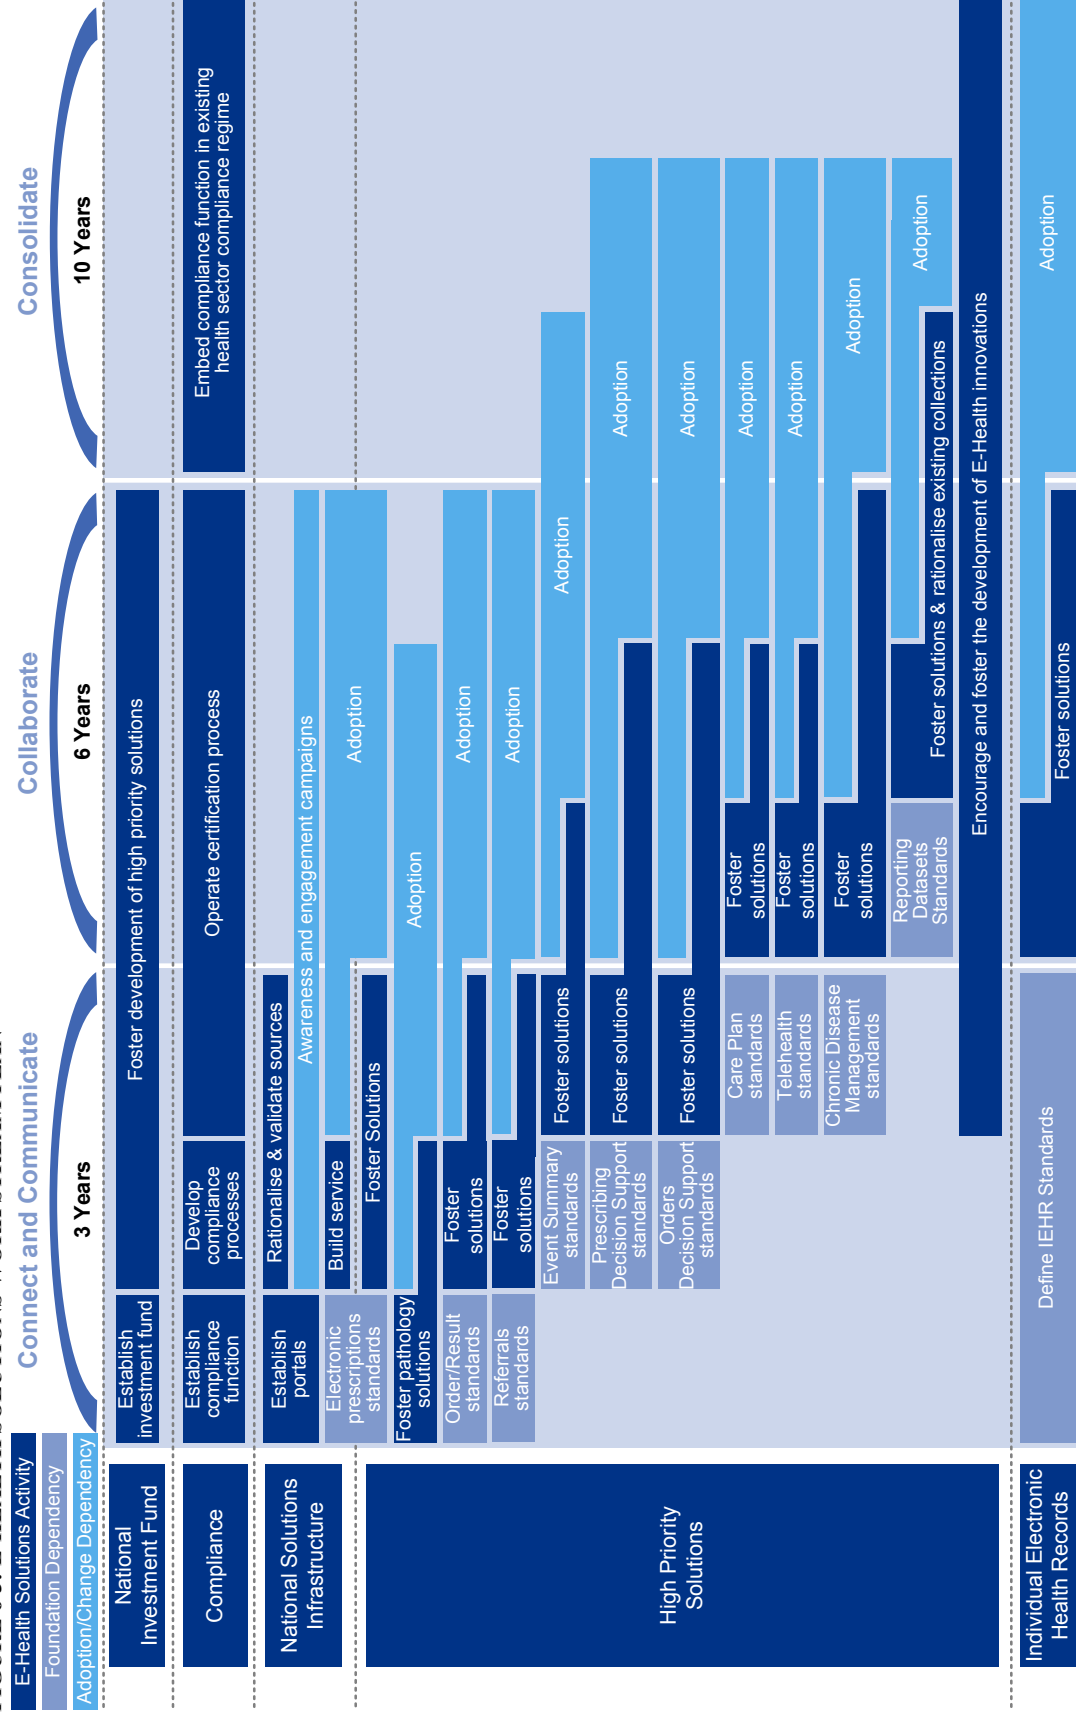 E-Health Solutions Activity
Foundation Dependency
Adoption/Change Dependency
Connect and Communicate
Collaborate
Consolidate
3 Years
6 Years
10 Years
National
Investment Fund
Establish
investment fund
Foster development of high priority solutions
Compliance
Establish
compliance
function
Develop
compliance
processes
Operate certification process
Embed compliance function in existing
health sector compliance regime
National Solutions
Infrastructure
Establish
portals
Rationalise & validate sources
Awareness and engagement campaigns
Electronic
prescriptions
standards
Build service
Adoption
Foster Solutions
High Priority
Solutions
Foster pathology
solutions
Adoption
Order/Result
standards
Foster
solutions
Adoption
Referrals
standards
Foster
solutions
Adoption
Event Summary
standards
Foster solutions
Adoption
Prescribing
Decision Support
standards
Foster solutions
Adoption
Orders
Decision Support
standards
Foster solutions
Adoption
Care Plan
standards
Foster
solutions
Adoption
Telehealth
standards
Foster
solutions
Adoption
Chronic Disease
Management
standards
Foster
solutions
Adoption
Reporting
Datasets
Standards
Foster solutions & rationalise existing collections
Adoption
Encourage and foster the development of E-Health innovations
Individual Electronic
Health Records
Define IEHR Standards
Foster solutions
Adoption